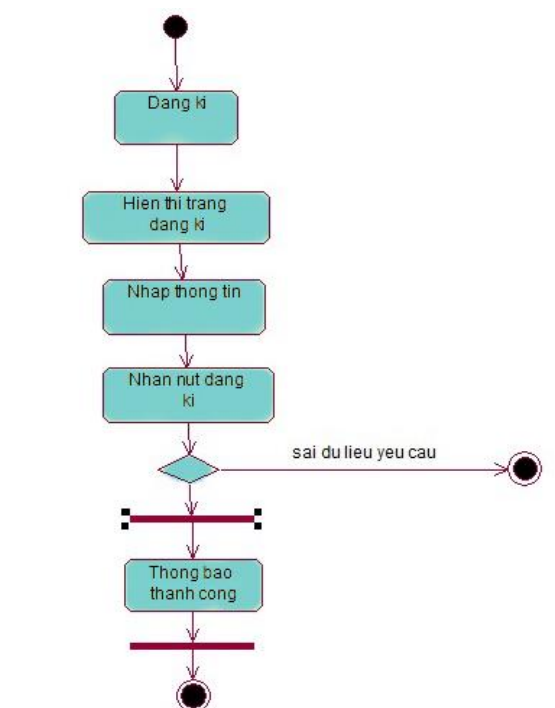 Dang ki
Hien thi trang
dang ki
Nhap thong tin
Nhan nut dang
ki
sai du lieu yeu cau
Thong bao
thanh cong